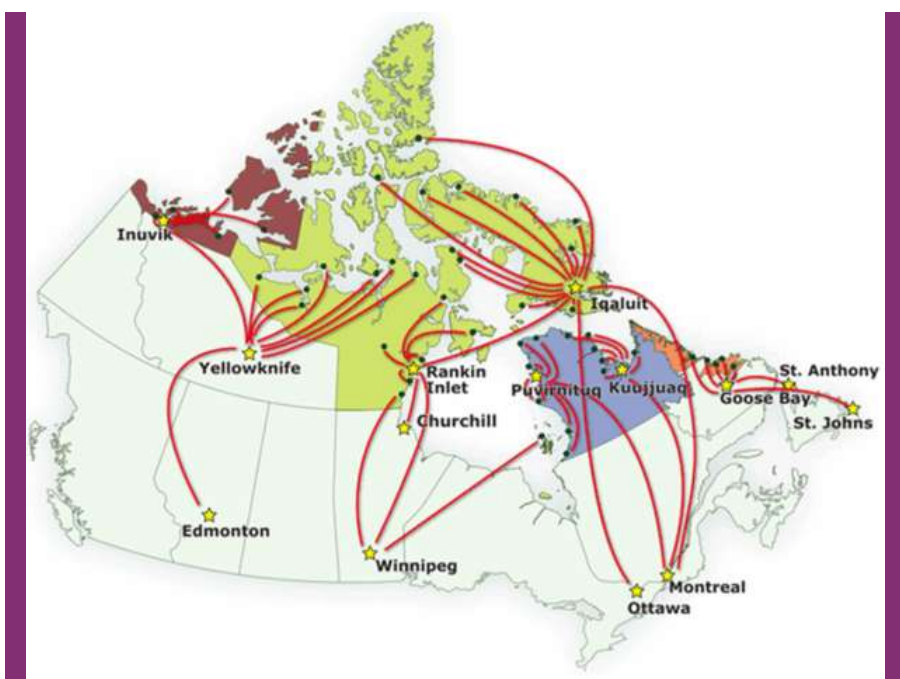 Inuvik
Iqaluit
Yellowknife
Rankin
Inlet
Puvirnituq
Kuujjuaq
St. Anthony
Goose Bay
St. Johns
Churchill
Edmonton
Winnipeg
Montreal
Ottawa